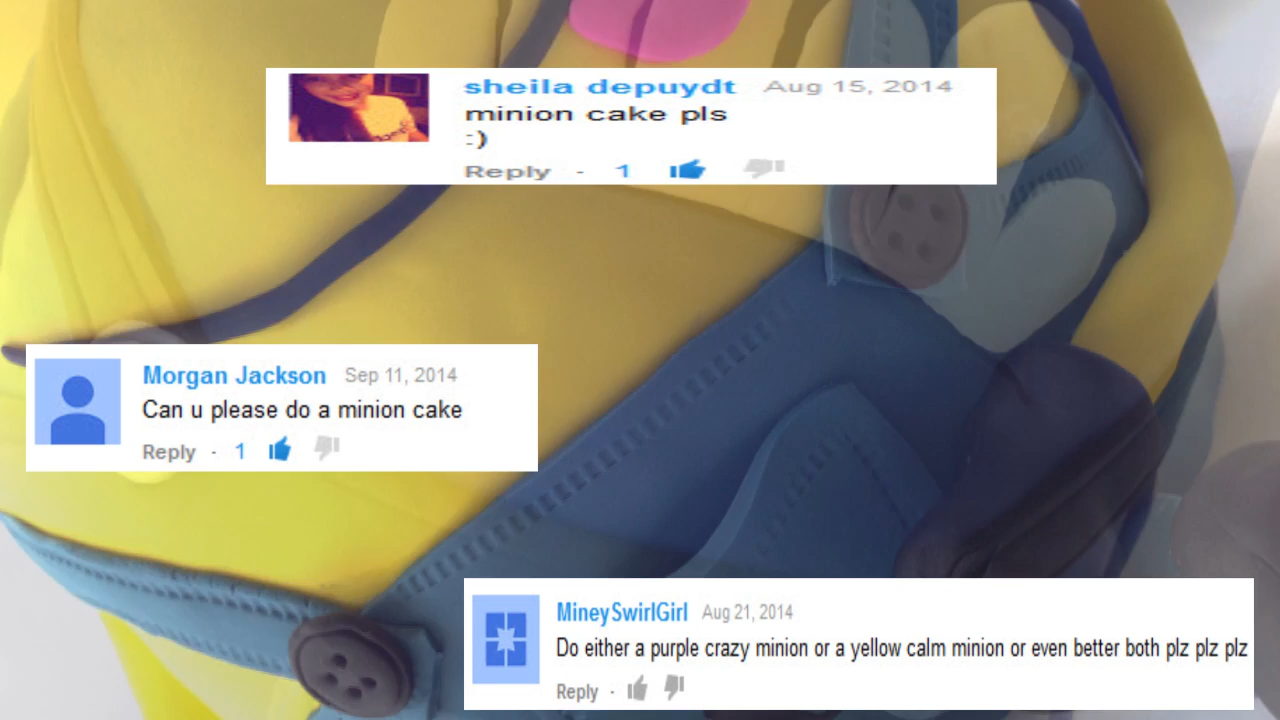 sheila depuydt Aug 15, 2014
minion cake pls
:)
Reply · 1
Morgan Jackson Sep 11, 2014
Can u please do a minion cake
Reply · 1
MineySwirlGirl Aug 21, 2014
Do either a purple crazy minion or a yellow calm minion or even better both plz plz plz
Reply ·